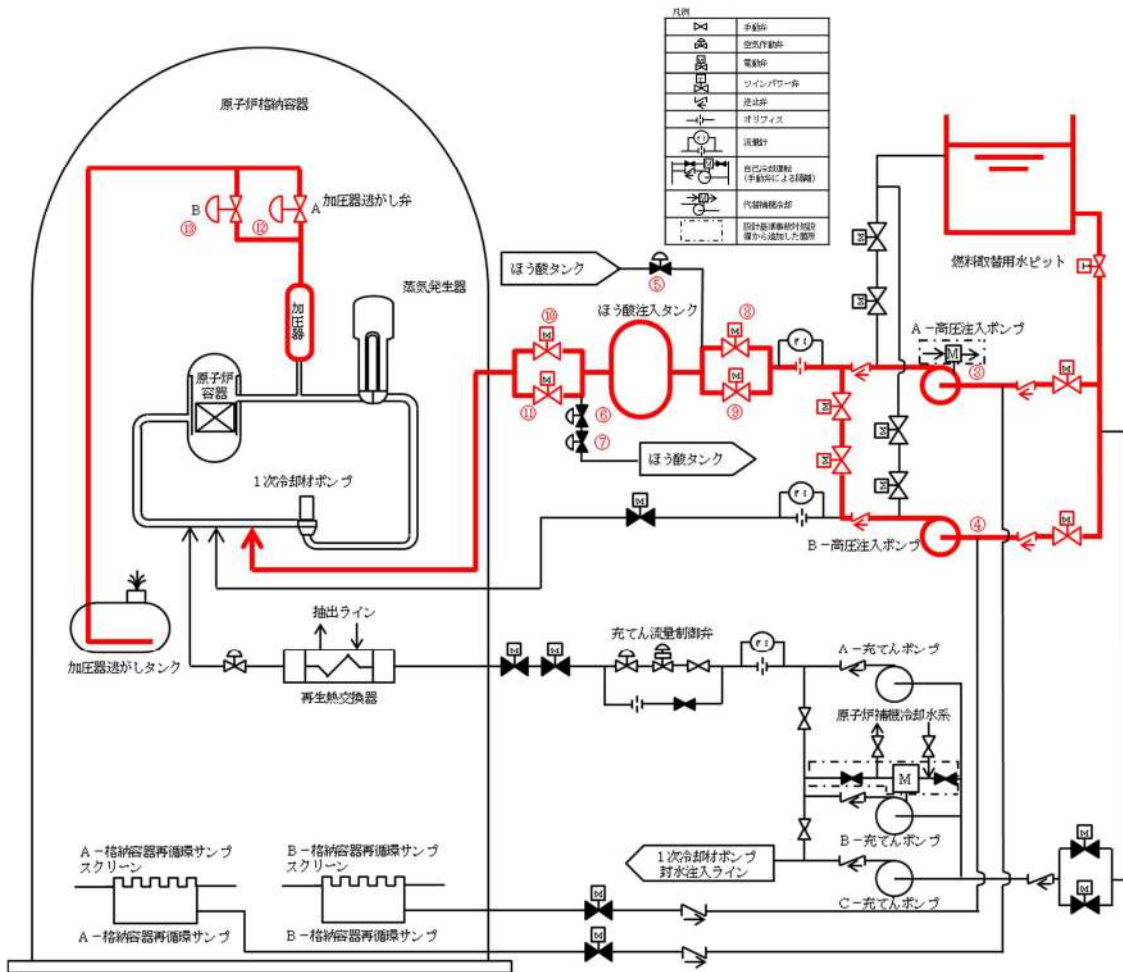 凡例
手動弁
空気作動弁
電動弁
ツインパワー弁
逆止弁
オリフィス
流量計
自己冷却運転
(手動弁による隔離)
代替補機冷却
設計基準事故対処設
備から追加した箇所
原子炉格納容器
加圧器逃がし弁
B
A
⑬
⑫
加圧器
蒸気発生器
原子炉
容器
1次冷却材ポンプ
加圧器逃がしタンク
ほう酸タンク
⑤
ほう酸注入タンク
⑩
⑪
⑥
⑦
⑧
⑨
ほう酸タンク
燃料取替用水ピット
A-高圧注入ポンプ
M
③
④
B-高圧注入ポンプ
抽出ライン
再生熱交換器
充てん流量制御弁
A-充てんポンプ
原子炉補機冷却水系
M
B-充てんポンプ
1次冷却材ポンプ
封水注入ライン
C-充てんポンプ
A-格納容器再循環サンプ
スクリーン
B-格納容器再循環サンプ
スクリーン
A-格納容器再循環サンプ
B-格納容器再循環サンプ